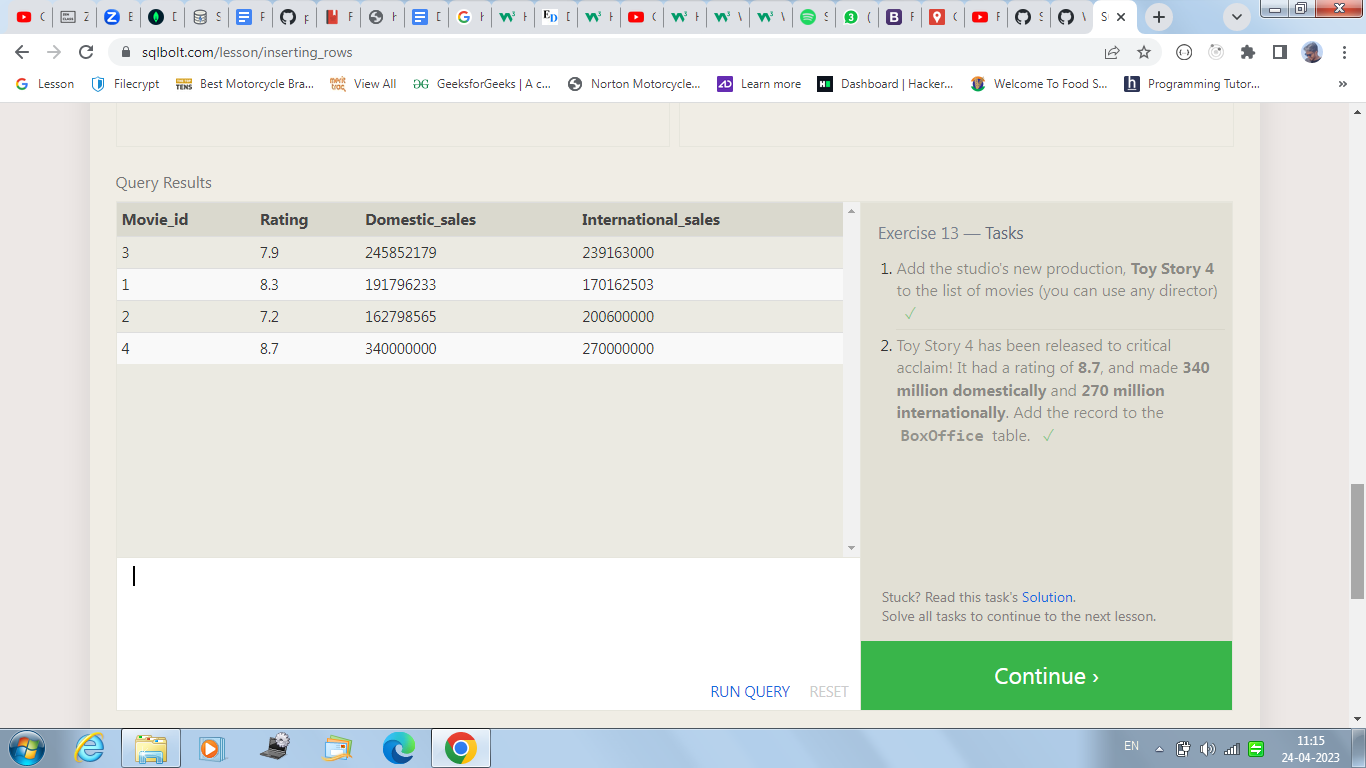 sqlbolt.com/lesson/inserting_rows
Lesson Filecrypt Best Motorcycle Bra... View All GeeksforGeeks | A c... Norton Motorcycle... Learn more Dashboard | Hacker... Welcome To Food S... Programming Tutor... »
Query Results
Movie_id Rating Domestic_sales International_sales
3 7.9 245852179 239163000
1 8.3 191796233 170162503
2 7.2 162798565 200600000
4 8.7 340000000 270000000
Exercise 13 — Tasks
1. Add the studio's new production, Toy Story 4
to the list of movies (you can use any director)
✓
2. Toy Story 4 has been released to critical
acclaim! It had a rating of 8.7, and made 340
million domestically and 270 million
internationally. Add the record to the
BoxOffice table. ✓
Stuck? Read this task's Solution.
Solve all tasks to continue to the next lesson.
RUN QUERY RESET
Continue ›
EN
11:15
24-04-2023